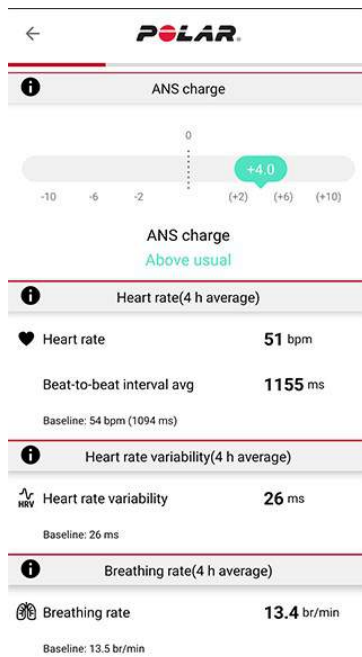 POLAR.
ANS charge
0
+4.0
-10 -6 -2 (+2) (+6) (+10)
ANS charge
Above usual
Heart rate(4 h average)
Heart rate 51 bpm
Beat-to-beat interval avg 1155 ms
Baseline: 54 bpm (1094 ms)
Heart rate variability(4 h average)
HRV Heart rate variability 26 ms
Baseline: 26 ms
Breathing rate(4 h average)
Breathing rate 13.4 br/min
Baseline: 13.5 br/min